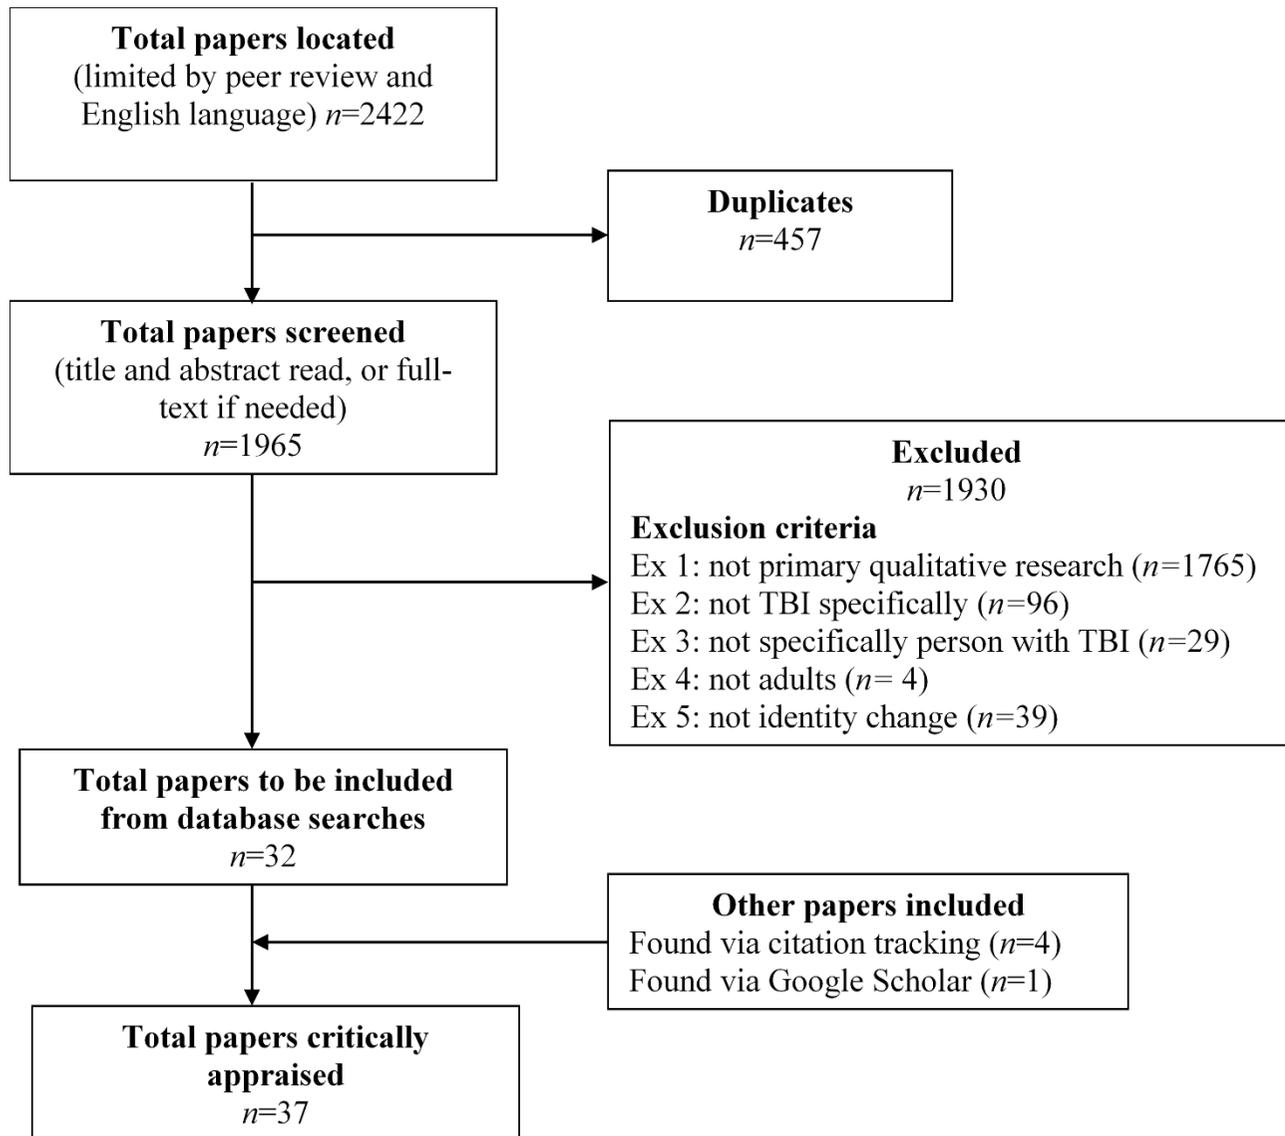 Total papers located
(limited by peer review and
English language) n=2422
Duplicates
n=457
Total papers screened
(title and abstract read, or full-
text if needed)
n=1965
Excluded
n=1930
Exclusion criteria
Ex 1: not primary qualitative research (n=1765)
Ex 2: not TBI specifically (n=96)
Ex 3: not specifically person with TBI (n=29)
Ex 4: not adults (n= 4)
Ex 5: not identity change (n=39)
Total papers to be included
from database searches
n=32
Other papers included
Found via citation tracking (n=4)
Found via Google Scholar (n=1)
Total papers critically
appraised
n=37